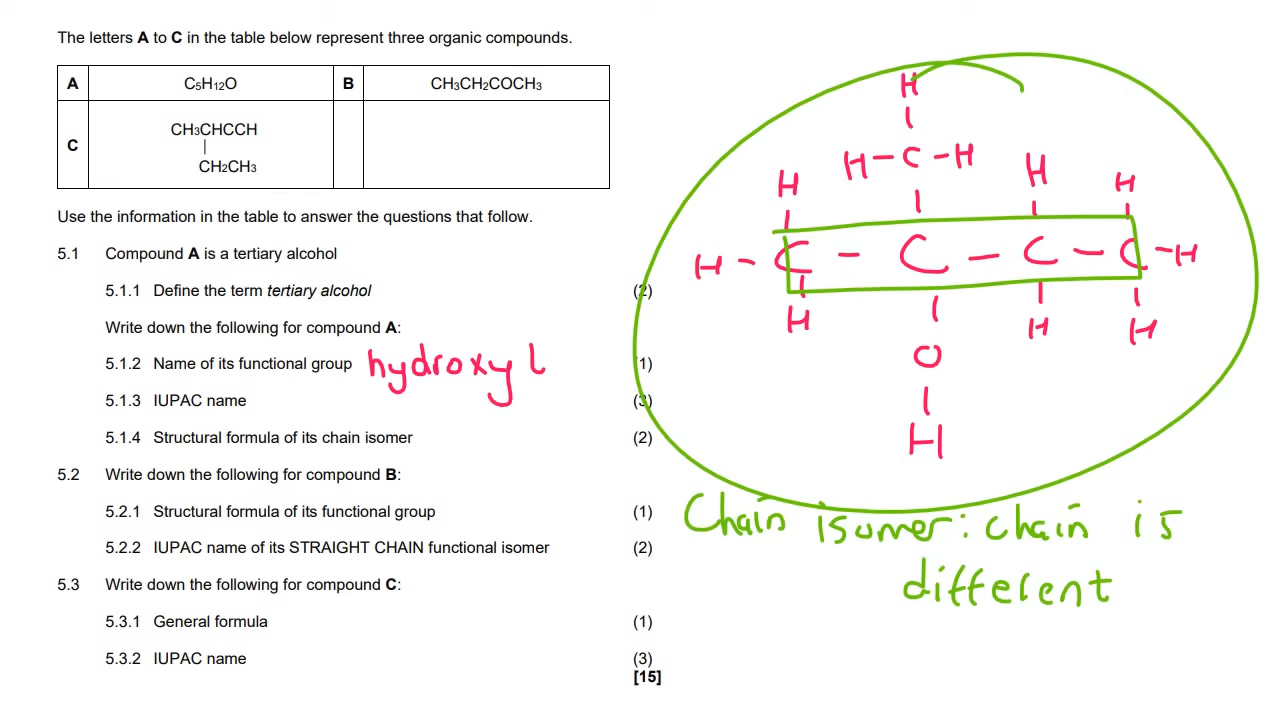 The letters A to C in the table below represent three organic compounds.
A C₅H₁₂O B CH₃CH₂COCH₃
C CH₃CHCCH
|
CH₂CH₃
Use the information in the table to answer the questions that follow.
5.1 Compound A is a tertiary alcohol
5.1.1 Define the term tertiary alcohol (2)
Write down the following for compound A:
5.1.2 Name of its functional group hydroxyl (1)
5.1.3 IUPAC name (3)
5.1.4 Structural formula of its chain isomer (2)
5.2 Write down the following for compound B:
5.2.1 Structural formula of its functional group (1)
5.2.2 IUPAC name of its STRAIGHT CHAIN functional isomer (2)
5.3 Write down the following for compound C:
5.3.1 General formula (1)
5.3.2 IUPAC name (3)
[15]
H
|
H – C – H
H | H H
| | |
H – C – C – C – C – H
| | | |
H O H H
|
H
Chain isomer: chain is
different